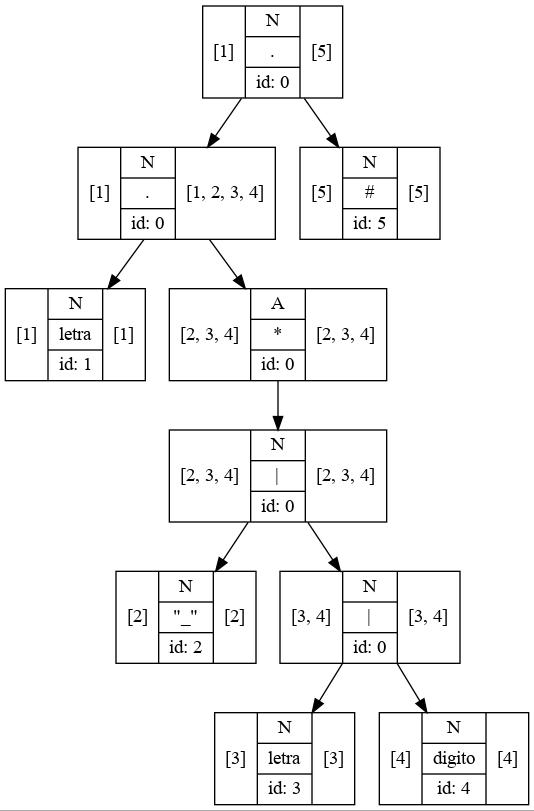 N
[1] . [5]
id: 0
N
[1] . [1, 2, 3, 4]
id: 0
N
[5] # [5]
id: 5
N
[1] letra [1]
id: 1
A
[2, 3, 4] * [2, 3, 4]
id: 0
N
[2, 3, 4] | [2, 3, 4]
id: 0
N
[2] "_" [2]
id: 2
N
[3, 4] | [3, 4]
id: 0
N
[3] letra [3]
id: 3
N
[4] digito [4]
id: 4